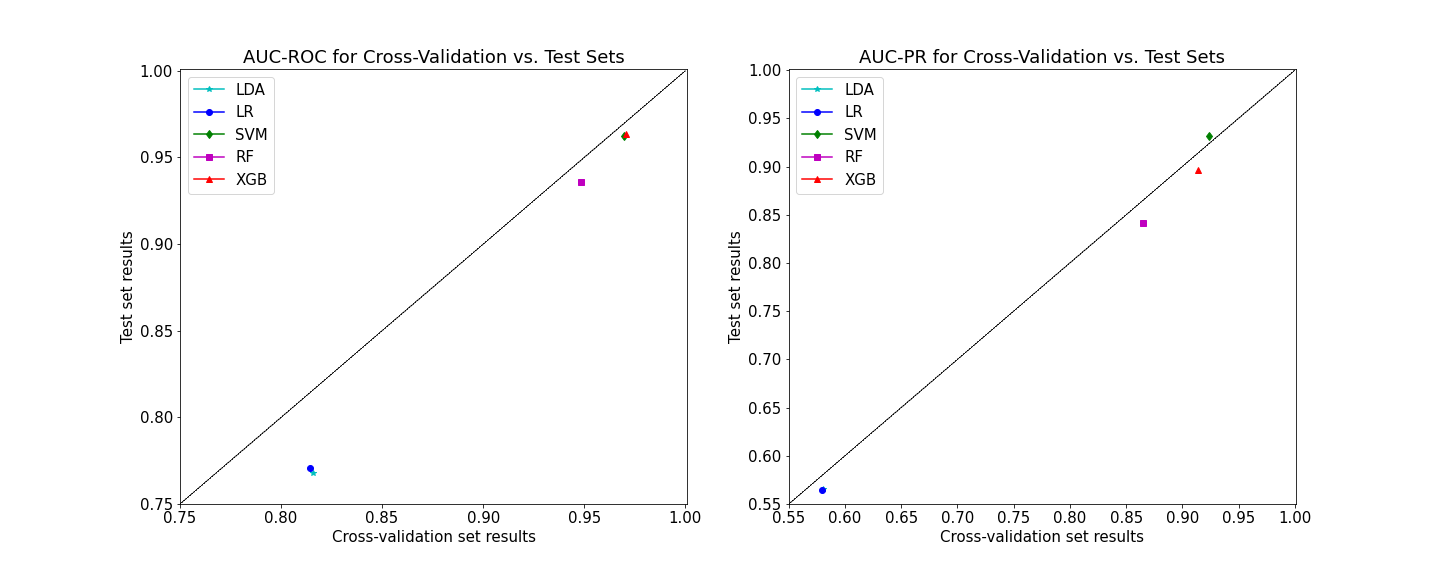 AUC-ROC for Cross-Validation vs. Test Sets
1.00
0.95
0.90
0.85
0.80
0.75
Test set results
LDA
LR
SVM
RF
XGB
0.75 0.80 0.85 0.90 0.95 1.00
Cross-validation set results
AUC-PR for Cross-Validation vs. Test Sets
1.00
0.95
0.90
0.85
0.80
0.75
0.70
0.65
0.60
0.55
Test set results
LDA
LR
SVM
RF
XGB
0.55 0.60 0.65 0.70 0.75 0.80 0.85 0.90 0.95 1.00
Cross-validation set results